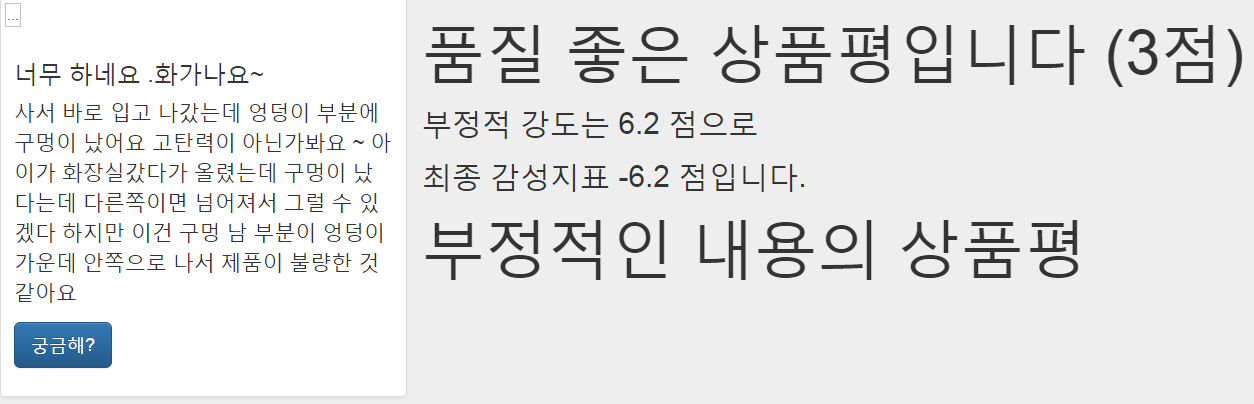 ...
너무 하네요 .화가나요~
사서 바로 입고 나갔는데 엉덩이 부분에
구멍이 났어요 고탄력이 아닌가봐요 ~ 아
이가 화장실갔다가 올렸는데 구멍이 났
다는데 다른쪽이면 넘어져서 그럴 수 있
겠다 하지만 이건 구멍 남 부분이 엉덩이
가운데 안쪽으로 나서 제품이 불량한 것
같아요
궁금해?
품질 좋은 상품평입니다 (3점)
부정적 강도는 6.2 점으로
최종 감성지표 -6.2 점입니다.
부정적인 내용의 상품평